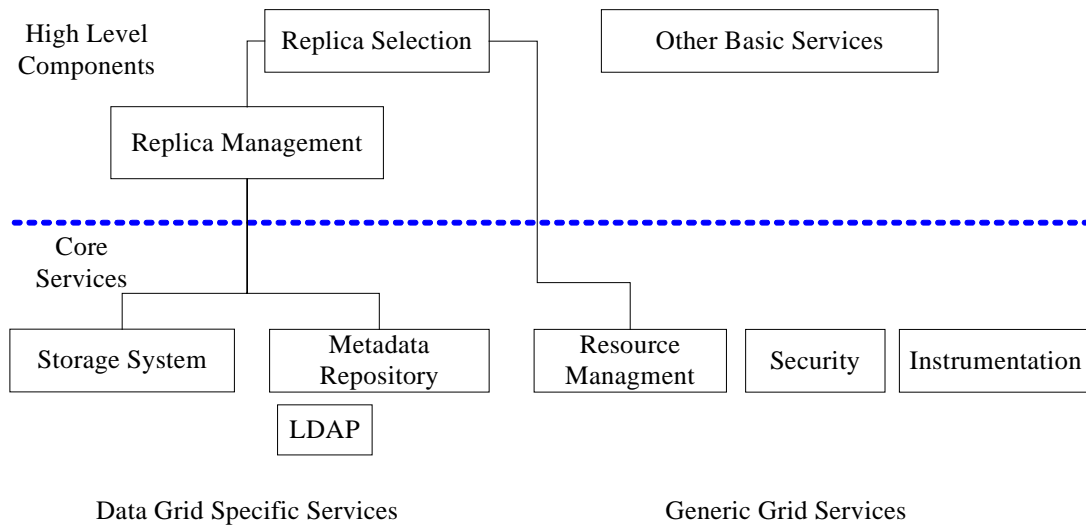 High Level
Components
Replica Selection
Other Basic Services
Replica Management
Core
Services
Storage System
Metadata
Repository
Resource
Managment
Security
Instrumentation
LDAP
Data Grid Specific Services
Generic Grid Services